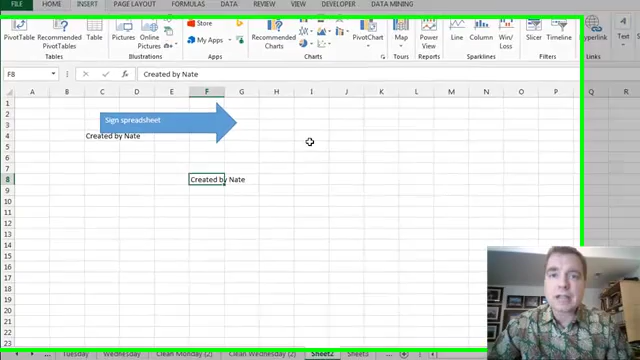 FILE HOME INSERT PAGE LAYOUT FORMULAS DATA REVIEW VIEW DEVELOPER DATA MINING
PivotTable Recommended PivotTables Table Pictures Online Pictures Store My Apps Recommended Charts PivotChart Map Power View Line Column Win/Loss Slicer Timeline Hyperlink Text Symbols
Tables Charts Tours Reports Sparklines Filters
F8 fx Created by Nate
A B C D E F G H I J K L M N O P Q R
1
2
Sign spreadsheet
3
4 Created by Nate
5
6
7
8 Created by Nate
9
10
11
12
13
14
15
16
17
18
19
20
21
22
23
... Tuesday Wednesday Clean Monday (2) Clean Wednesday (2) Sheet2 Sheet3 ...